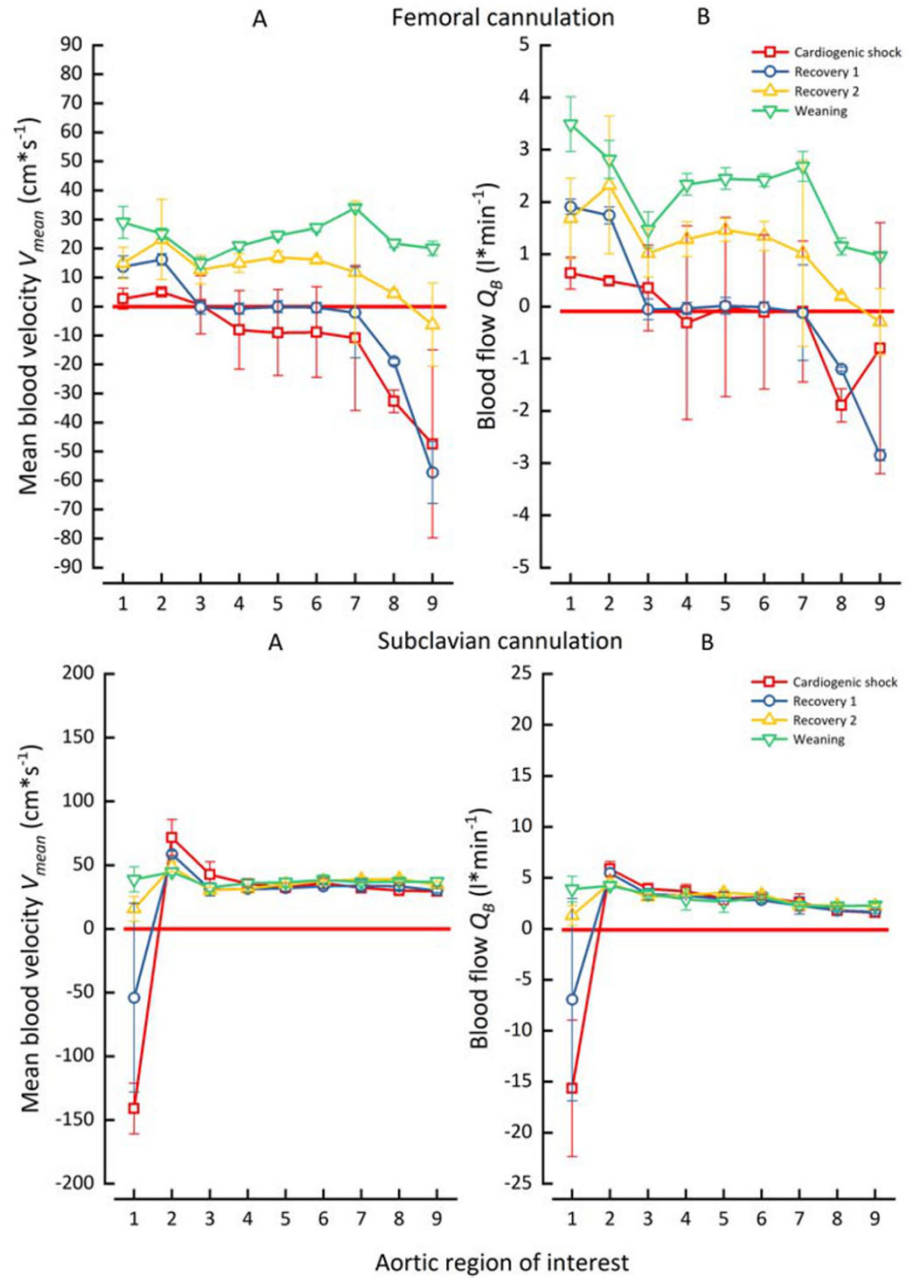 A Femoral cannulation B
Mean blood velocity Vmean (cm*s-1)
90
80
70
60
50
40
30
20
10
0
-10
-20
-30
-40
-50
-60
-70
-80
-90
1 2 3 4 5 6 7 8 9
Blood flow QB (l*min-1)
5
4
3
2
1
0
-1
-2
-3
-4
-5
1 2 3 4 5 6 7 8 9
Cardiogenic shock
Recovery 1
Recovery 2
Weaning
A Subclavian cannulation B
Mean blood velocity Vmean (cm*s-1)
200
150
100
50
0
-50
-100
-150
-200
1 2 3 4 5 6 7 8 9
Blood flow QB (l*min-1)
25
20
15
10
5
0
-5
-10
-15
-20
-25
1 2 3 4 5 6 7 8 9
Cardiogenic shock
Recovery 1
Recovery 2
Weaning
Aortic region of interest